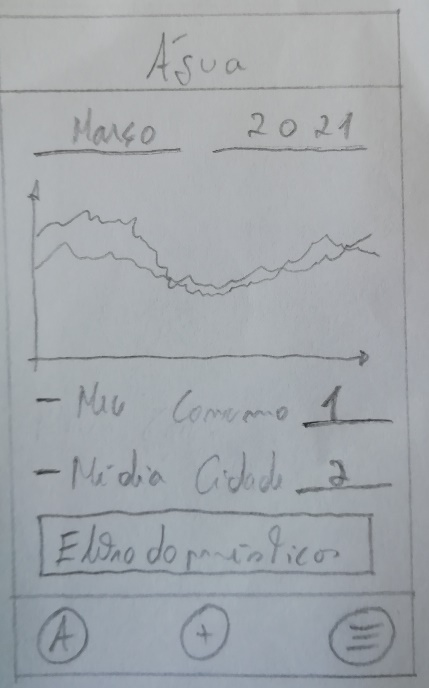 Água
Março 2021
- Meu Consumo 1
- Média Cidade 2
Eletrodomésticos
A +